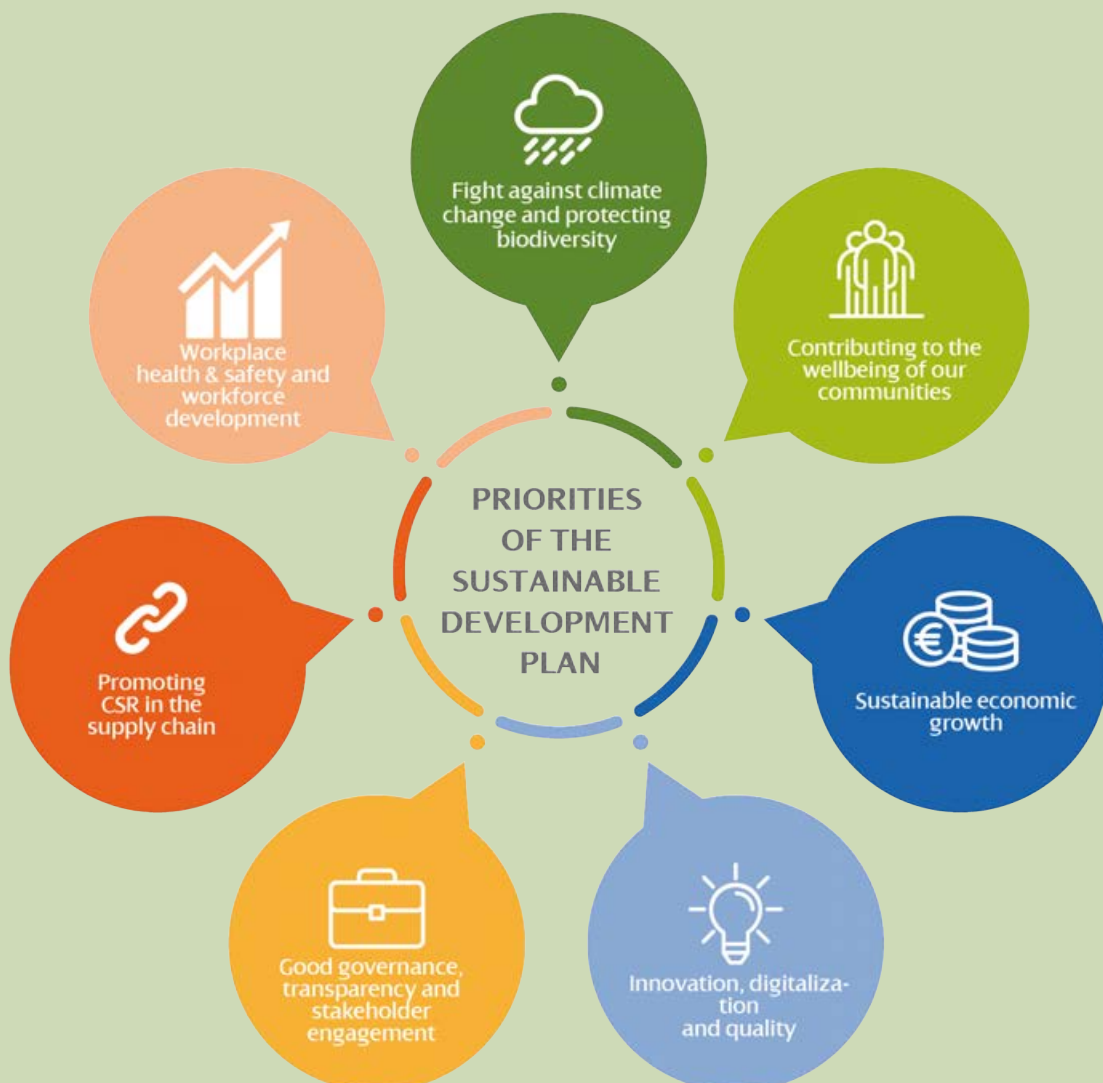 Fight against climate
change and protecting
biodiversity
Workplace
health & safety and
workforce
development
Contributing to the
wellbeing of our
communities
PRIORITIES
OF THE
SUSTAINABLE
DEVELOPMENT
PLAN
Promoting
CSR in the
supply chain
€
Sustainable economic
growth
Good governance,
transparency and
stakeholder
engagement
Innovation, digitaliza-
tion
and quality